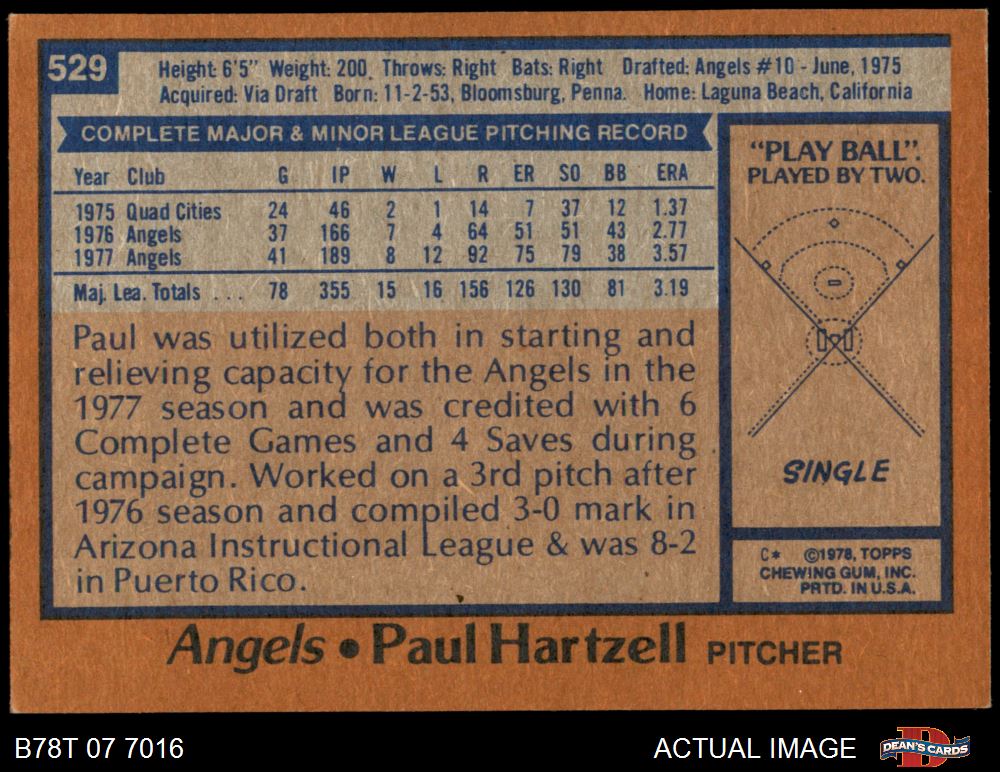 529
Height: 6'5" Weight: 200 Throws: Right Bats: Right Drafted: Angels #10 - June, 1975
Acquired: Via Draft Born: 11-2-53, Bloomsburg, Penna. Home: Laguna Beach, California
COMPLETE MAJOR & MINOR LEAGUE PITCHING RECORD
Year Club G IP W L R ER SO BB ERA
1975 Quad Cities 24 46 2 1 14 7 37 12 1.37
1976 Angels 37 166 7 4 64 51 51 43 2.77
1977 Angels 41 189 8 12 92 75 79 38 3.57
Maj. Lea. Totals ... 78 355 15 16 156 126 130 81 3.19
Paul was utilized both in starting and
relieving capacity for the Angels in the
1977 season and was credited with 6
Complete Games and 4 Saves during
campaign. Worked on a 3rd pitch after
1976 season and compiled 3-0 mark in
Arizona Instructional League & was 8-2
in Puerto Rico.
"PLAY BALL".
PLAYED BY TWO.
SINGLE
C* ©1978, TOPPS
CHEWING GUM, INC.
PRTD. IN U.S.A.
Angels • Paul Hartzell PITCHER
B78T 07 7016
ACTUAL IMAGE
D
DEAN'S CARDS